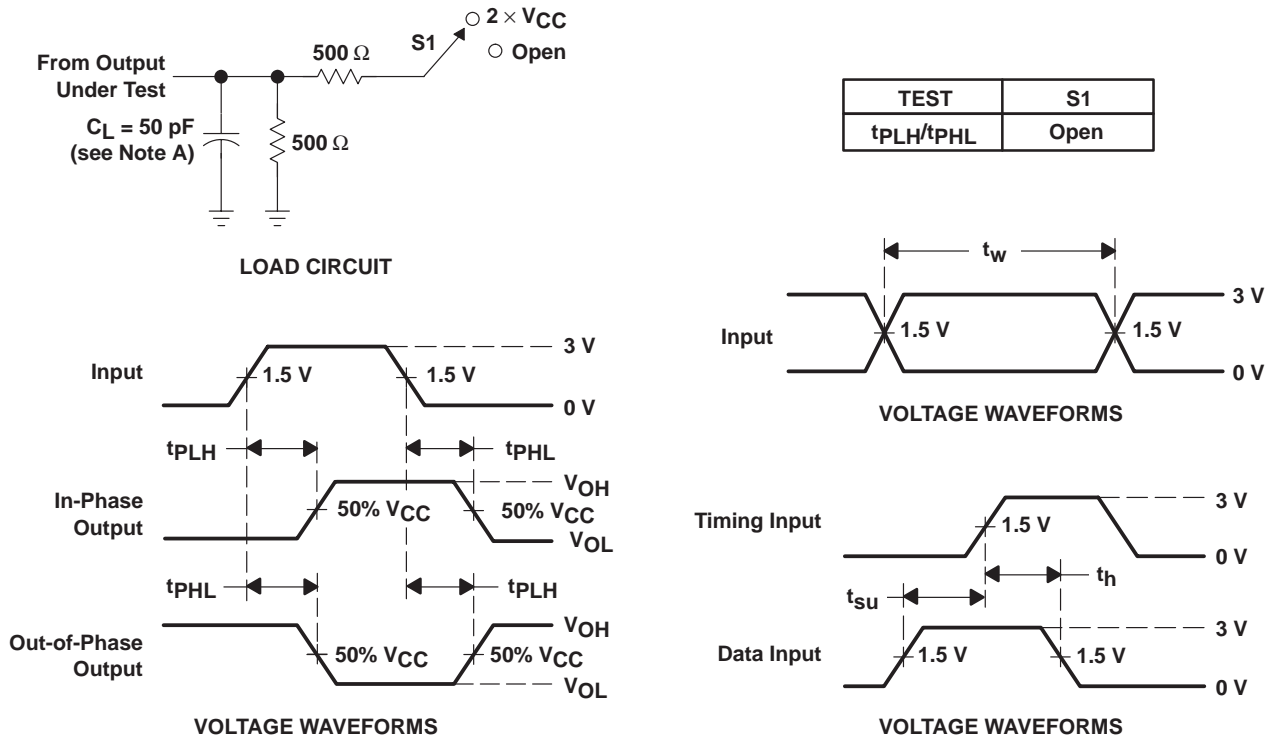 2 × VCC
Open
S1
500 Ω
From Output
Under Test
CL = 50 pF
(see Note A)
500 Ω
LOAD CIRCUIT
TEST S1
tPLH/tPHL Open
tw
3 V
Input
1.5 V
1.5 V
0 V
VOLTAGE WAVEFORMS
3 V
Input
1.5 V
1.5 V
0 V
tPLH
tPHL
VOH
In-Phase
Output
50% VCC
50% VCC
VOL
tPHL
tPLH
VOH
Out-of-Phase
Output
50% VCC
50% VCC
VOL
VOLTAGE WAVEFORMS
3 V
Timing Input
1.5 V
0 V
th
tsu
3 V
Data Input
1.5 V
1.5 V
0 V
VOLTAGE WAVEFORMS